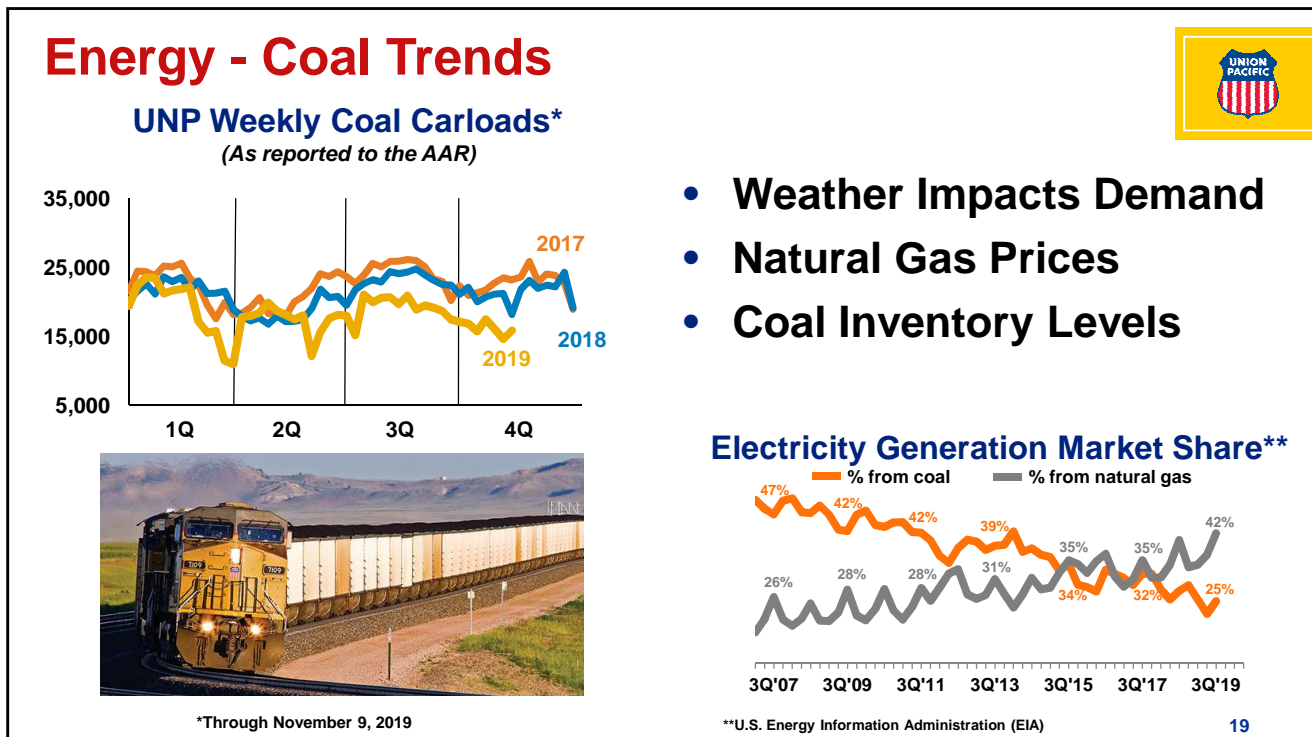 Energy - Coal Trends
UNION
PACIFIC
UNP Weekly Coal Carloads*
(As reported to the AAR)
35,000
25,000
15,000
5,000
2017
2018
2019
1Q 2Q 3Q 4Q
• Weather Impacts Demand
• Natural Gas Prices
• Coal Inventory Levels
7109 7109
*Through November 9, 2019
Electricity Generation Market Share**
% from coal % from natural gas
47% 42% 42% 39% 34% 32% 25%
26% 28% 28% 31% 35% 35% 42%
3Q'07 3Q'09 3Q'11 3Q'13 3Q'15 3Q'17 3Q'19
**U.S. Energy Information Administration (EIA)
19